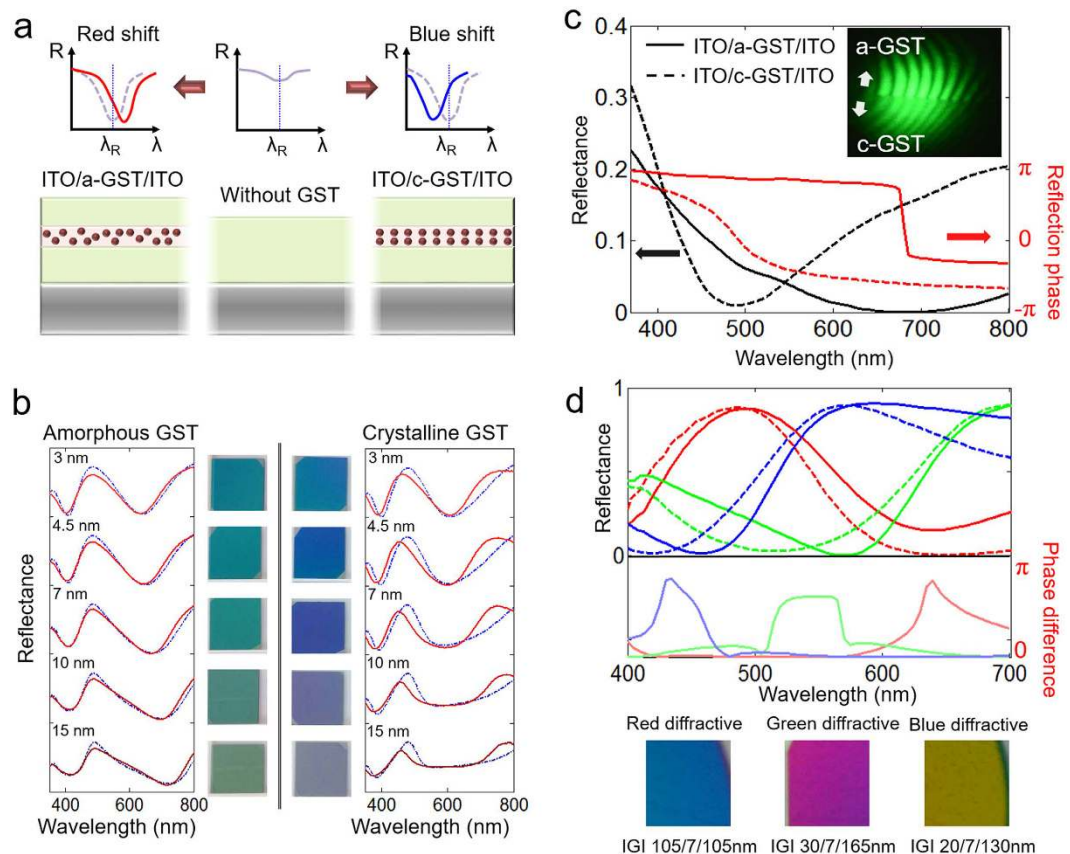 a
Red shift
Blue shift
R
R
R
λ_R
λ
λ_R
λ
λ_R
λ
ITO/a-GST/ITO
Without GST
ITO/c-GST/ITO
b
Amorphous GST
Crystalline GST
Reflectance
3 nm
3 nm
4.5 nm
4.5 nm
7 nm
7 nm
10 nm
10 nm
15 nm
15 nm
400
600
800
400
600
800
Wavelength (nm)
Wavelength (nm)
c
ITO/a-GST/ITO
ITO/c-GST/ITO
a-GST
c-GST
0.4
0.3
0.2
0.1
0
Reflectance
π
0
-π
Reflection phase
400
500
600
700
800
Wavelength (nm)
d
1
0
Reflectance
π
0
Phase difference
400
500
600
700
Wavelength (nm)
Red diffractive
Green diffractive
Blue diffractive
IGI 105/7/105nm
IGI 30/7/165nm
IGI 20/7/130nm